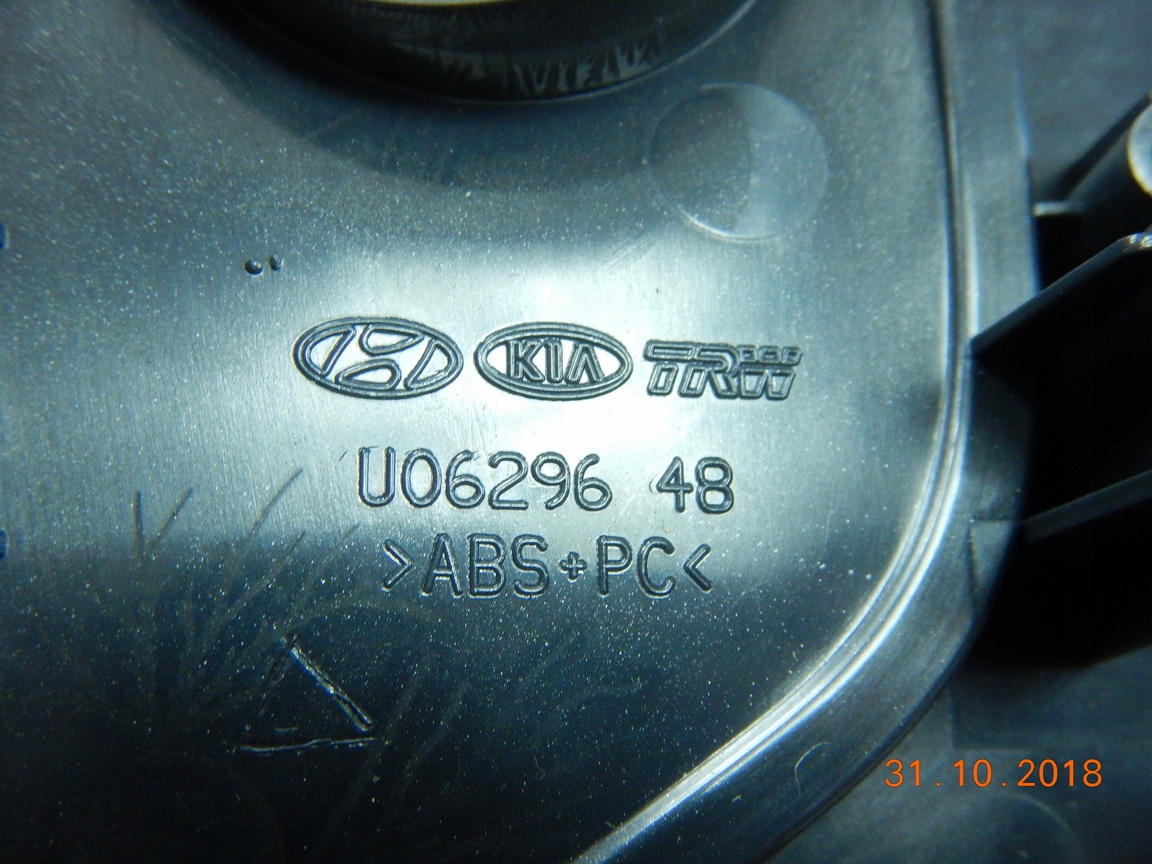 KIA TRW
U06296 48
>ABS+PC<
31.10.2018